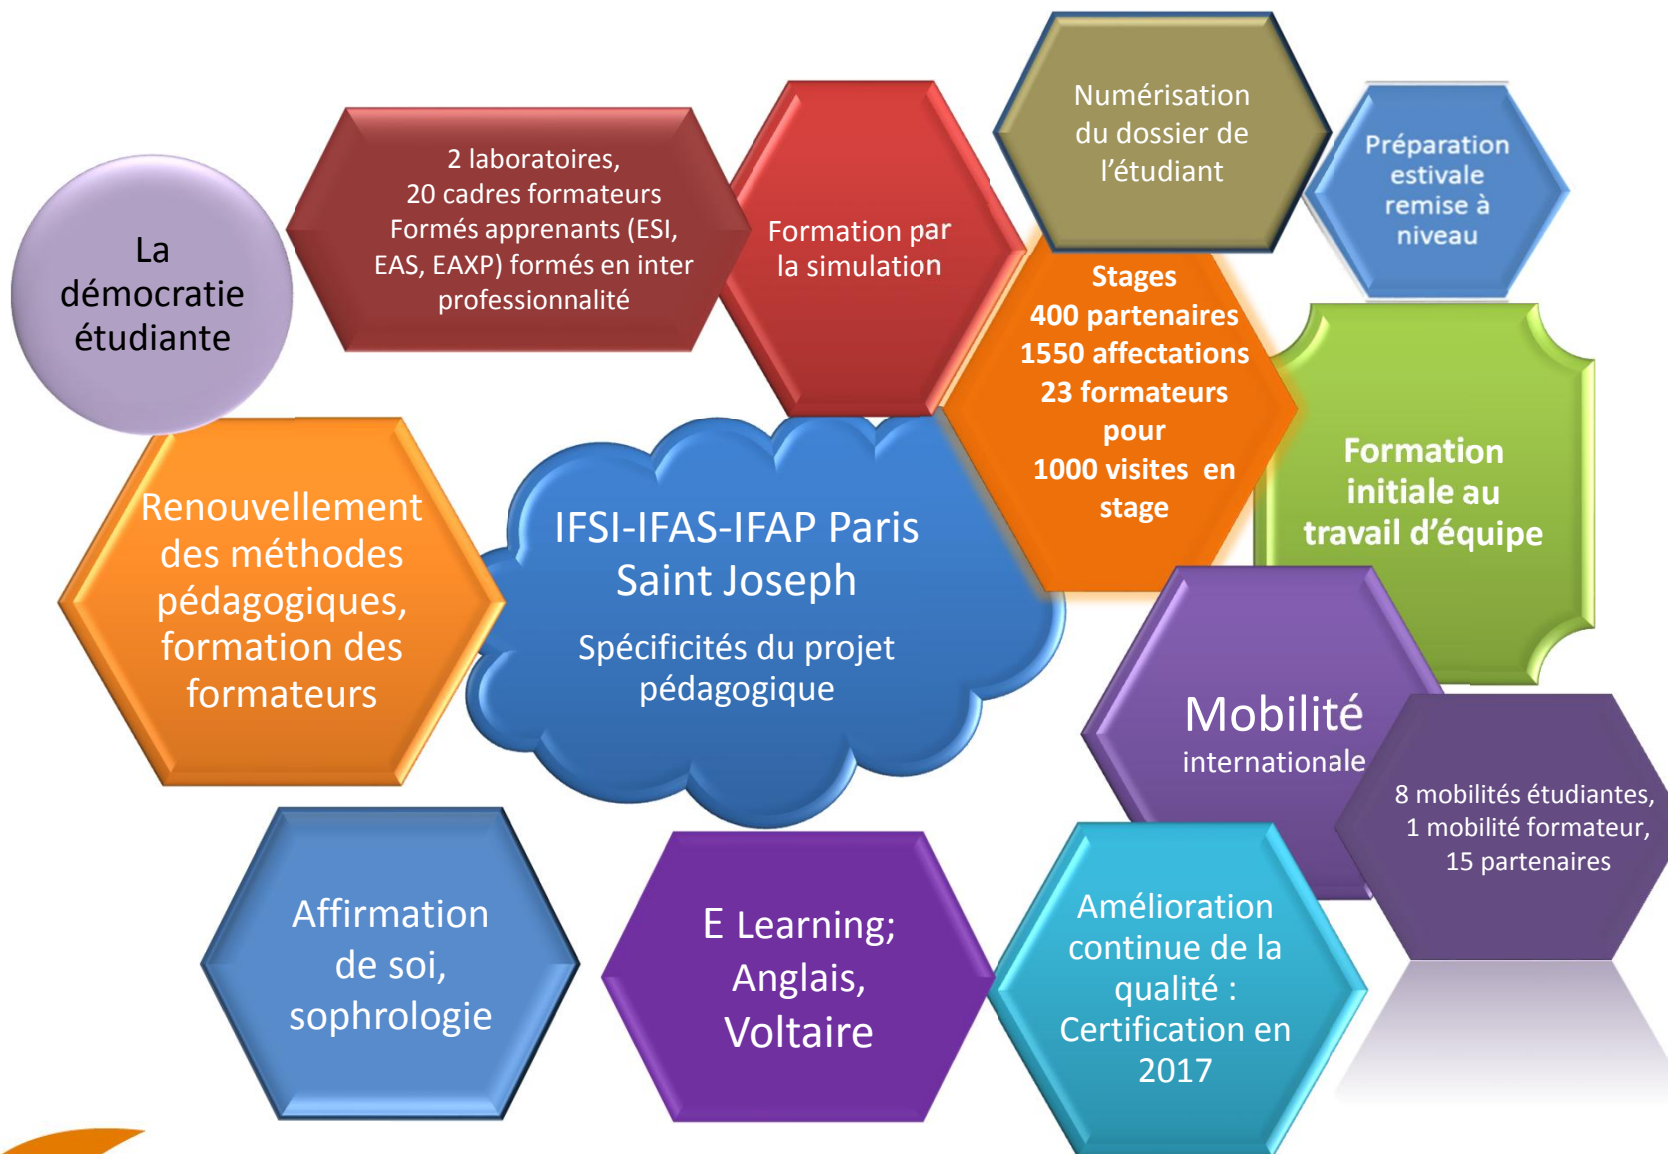 La
démocratie
étudiante
2 laboratoires,
20 cadres formateurs
Formés apprenants (ESI,
EAS, EAXP) formés en inter
professionnalité
Formation par
la simulation
Numérisation
du dossier de
l’étudiant
Préparation
estivale
remise à
niveau
Stages
400 partenaires
1550 affectations
23 formateurs
pour
1000 visites en
stage
Formation
initiale au
travail d’équipe
Renouvellement
des méthodes
pédagogiques,
formation des
formateurs
IFSI-IFAS-IFAP Paris
Saint Joseph
Spécificités du projet
pédagogique
Mobilité
internationale
8 mobilités étudiantes,
1 mobilité formateur,
15 partenaires
Affirmation
de soi,
sophrologie
E Learning;
Anglais,
Voltaire
Amélioration
continue de la
qualité :
Certification en
2017